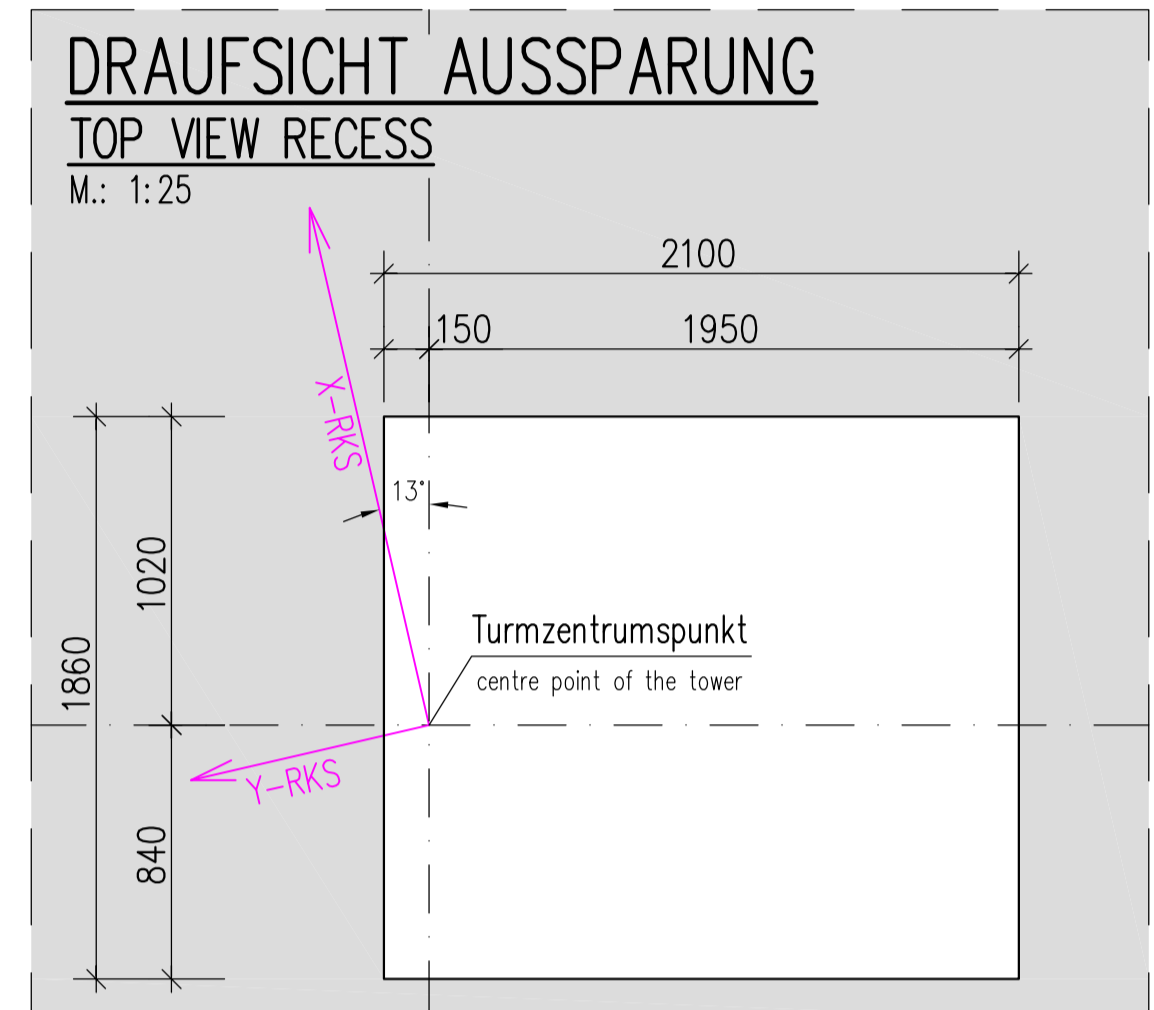 DRAUFSICHT AUSSPARUNG
TOP VIEW RECESS
M.: 1:25
2100
150
1950
X-RKS
13°
1020
1860
Turmzentrumspunkt
centre point of the tower
Y-RKS
840